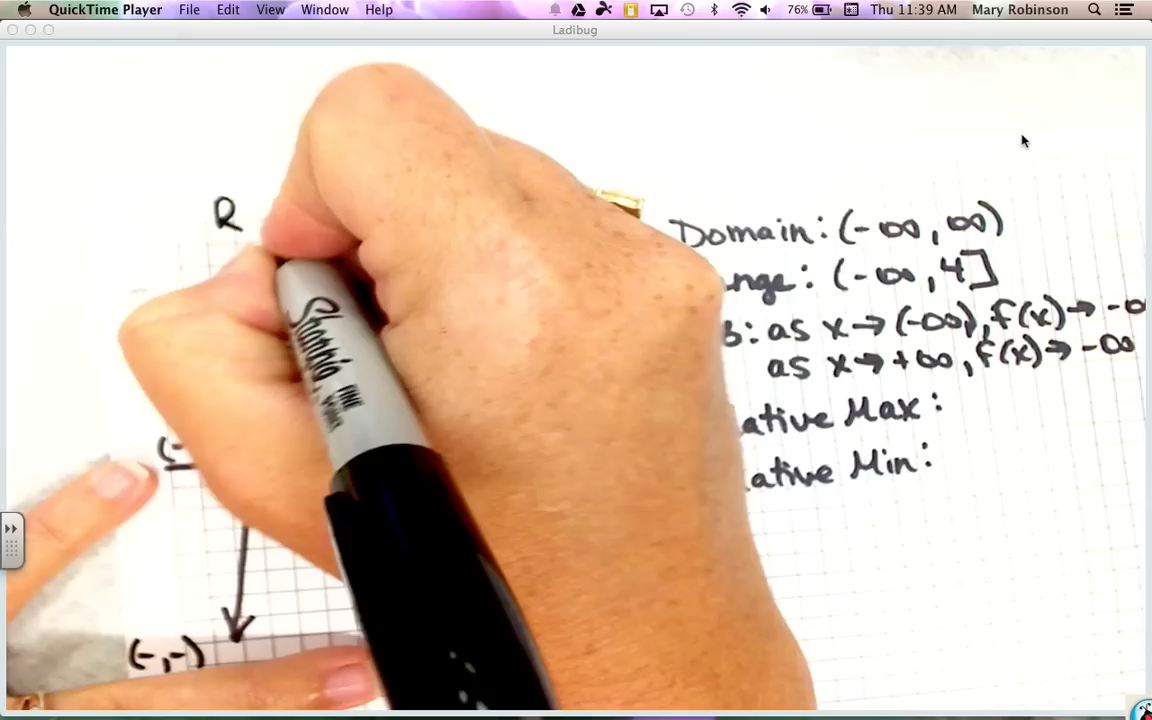 QuickTime Player File Edit View Window Help 76% Thu 11:39 AM Mary Robinson
Ladibug
R
Domain: (-∞, ∞)
nge: (-∞, 4]
B: as x→(-∞), f(x)→ -∞
as x→+∞, f(x)→ -∞
ative Max:
ative Min:
(-
(-,-)
Sharpie
FINE